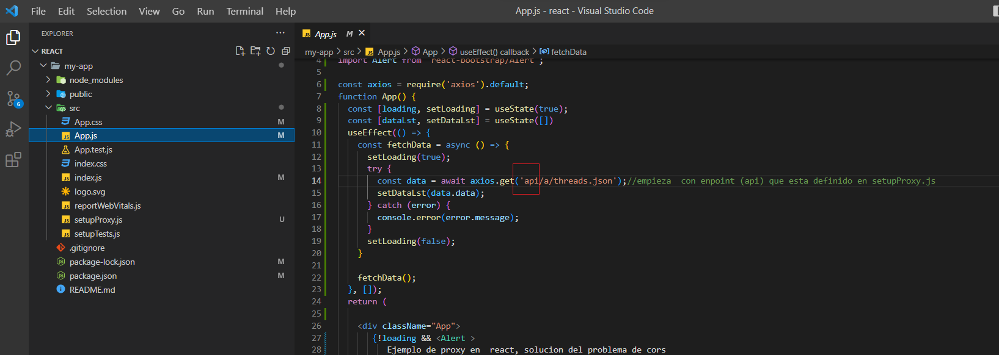 File Edit Selection View Go Run Terminal Help
App.js - react - Visual Studio Code
EXPLORER
REACT
my-app
node_modules
public
src
App.css M
App.js M
App.test.js
index.css
index.js M
logo.svg
reportWebVitals.js
setupProxy.js U
setupTests.js
.gitignore
package-lock.json M
package.json M
README.md
6
App.js M
my-app > src > App.js > App > useEffect() callback > fetchData
4 import Alert from 'react-bootstrap/Alert';
5
6 const axios = require('axios').default;
7 function App() {
8 const [loading, setLoading] = useState(true);
9 const [dataLst, setDataLst] = useState([])
10 useEffect(() => {
11 const fetchData = async () => {
12 setLoading(true);
13 try {
14 const data = await axios.get('api/a/threads.json');//empieza  con enpoint (api) que esta definido en setupProxy.js
15 setDataLst(data.data);
16 } catch (error) {
17 console.error(error.message);
18 }
19 setLoading(false);
20 }
21
22 fetchData();
23 }, []);
24 return (
25
26 <div className="App">
27 {!loading && <Alert >
28 Ejemplo de proxy en  react, solucion del problema de cors